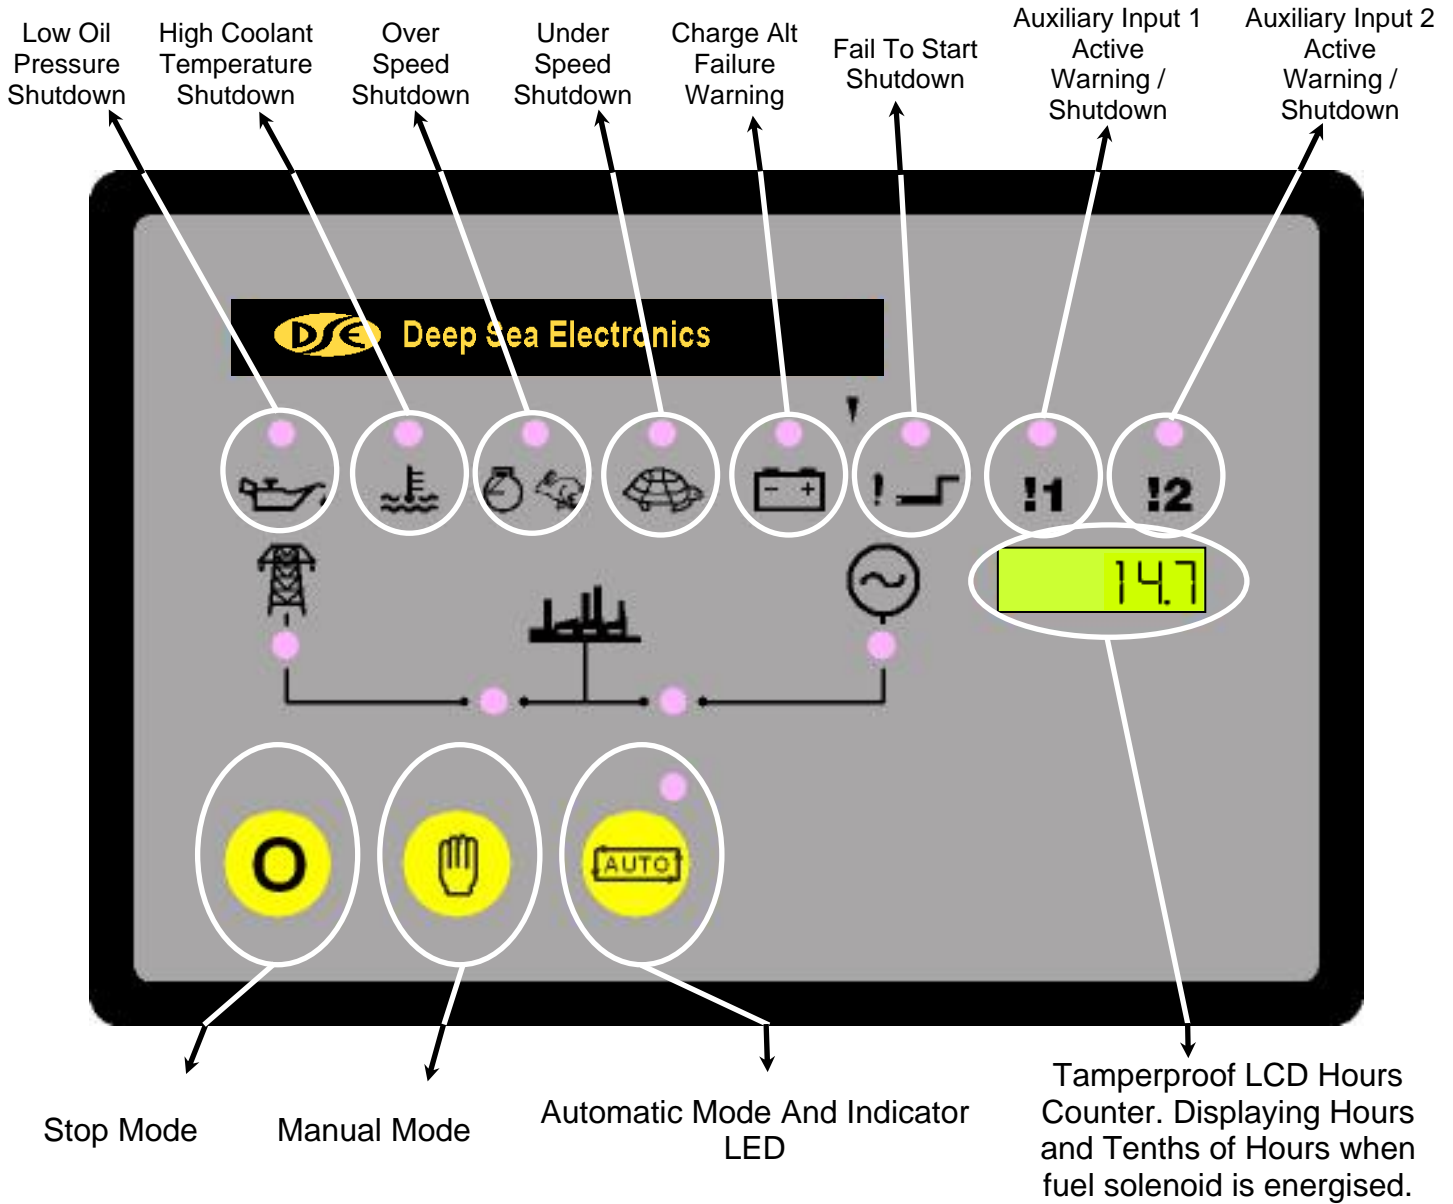 Low Oil
Pressure
Shutdown
High Coolant
Temperature
Shutdown
Over
Speed
Shutdown
Under
Speed
Shutdown
Charge Alt
Failure
Warning
Fail To Start
Shutdown
Auxiliary Input 1
Active
Warning /
Shutdown
Auxiliary Input 2
Active
Warning /
Shutdown
DSE Deep Sea Electronics
- +
!
!1
!2
14.7
O
AUTO
Stop Mode
Manual Mode
Automatic Mode And Indicator
LED
Tamperproof LCD Hours
Counter. Displaying Hours
and Tenths of Hours when
fuel solenoid is energised.